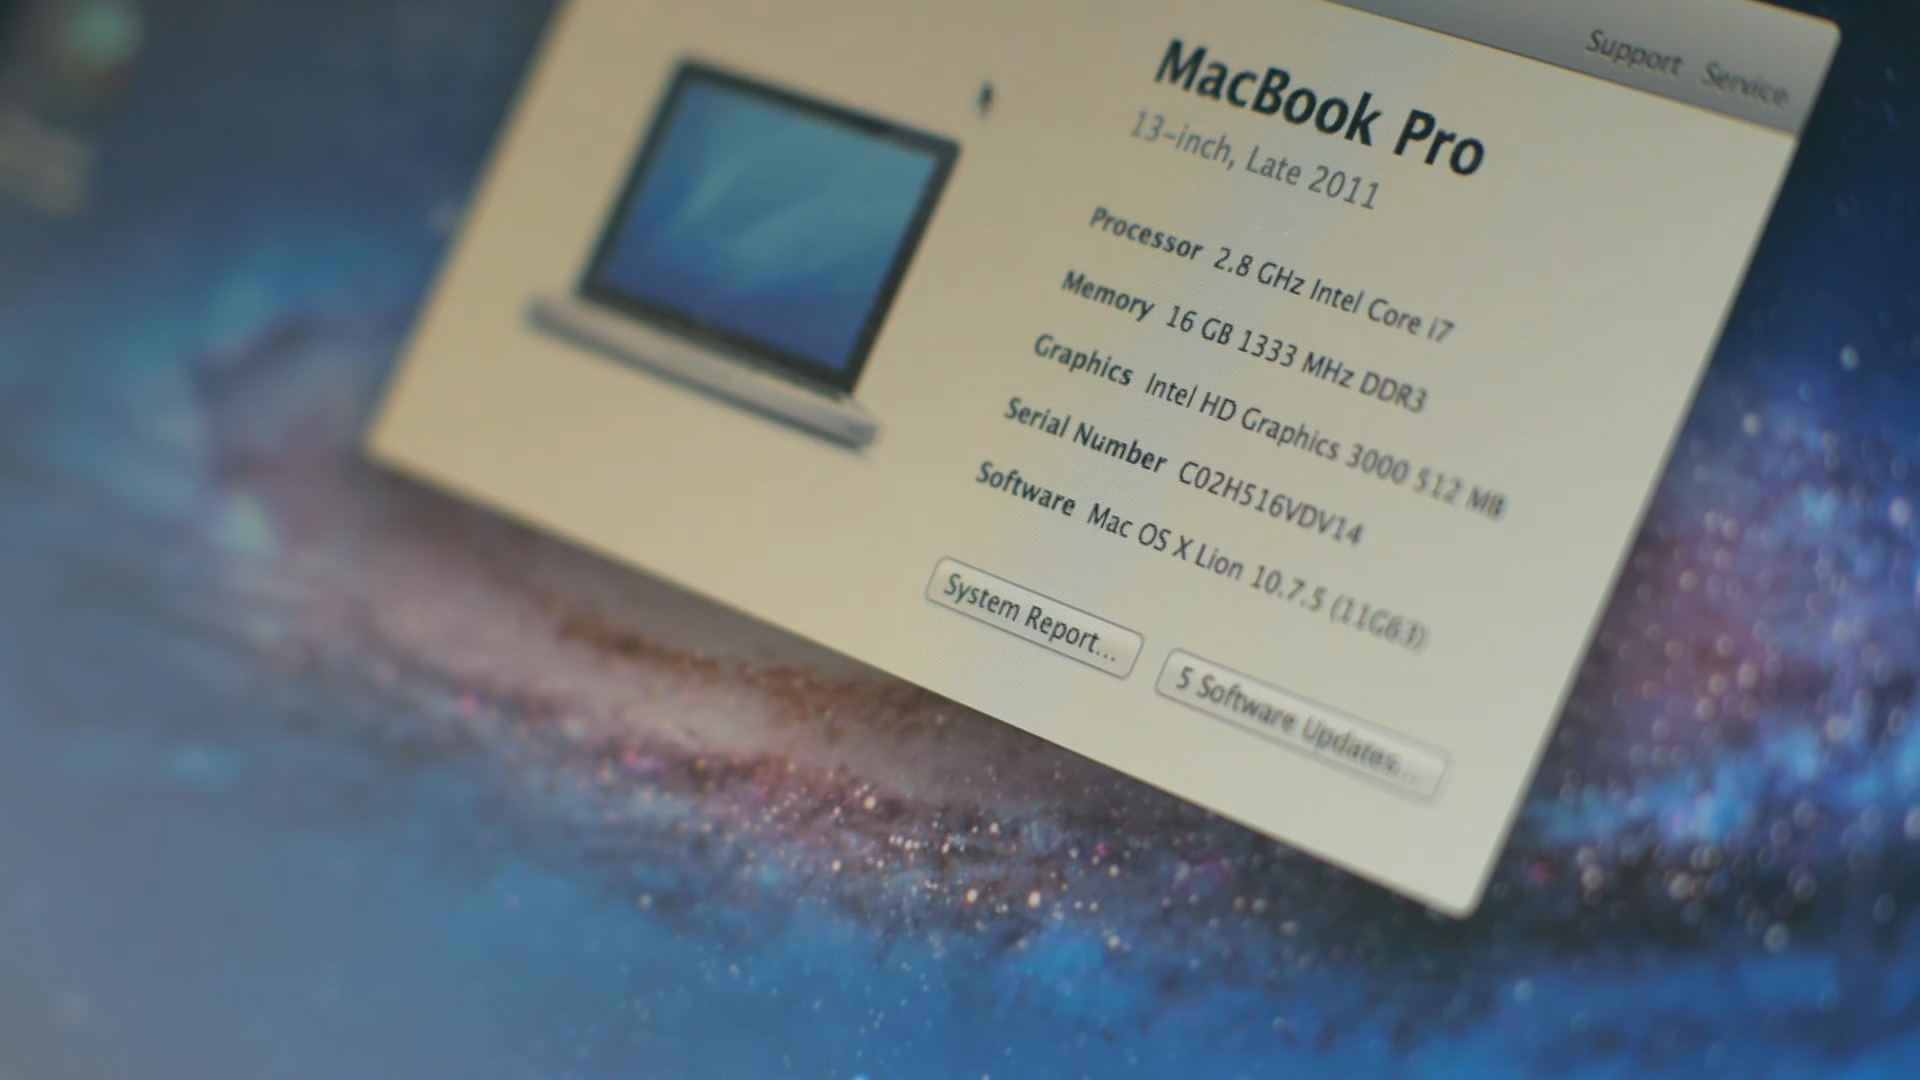 Support Service
MacBook Pro
13-inch, Late 2011
Processor 2.8 GHz Intel Core i7
Memory 16 GB 1333 MHz DDR3
Graphics Intel HD Graphics 3000 512 MB
Serial Number C02H516VDV14
Software Mac OS X Lion 10.7.5 (11G63)
System Report...
5 Software Updates...